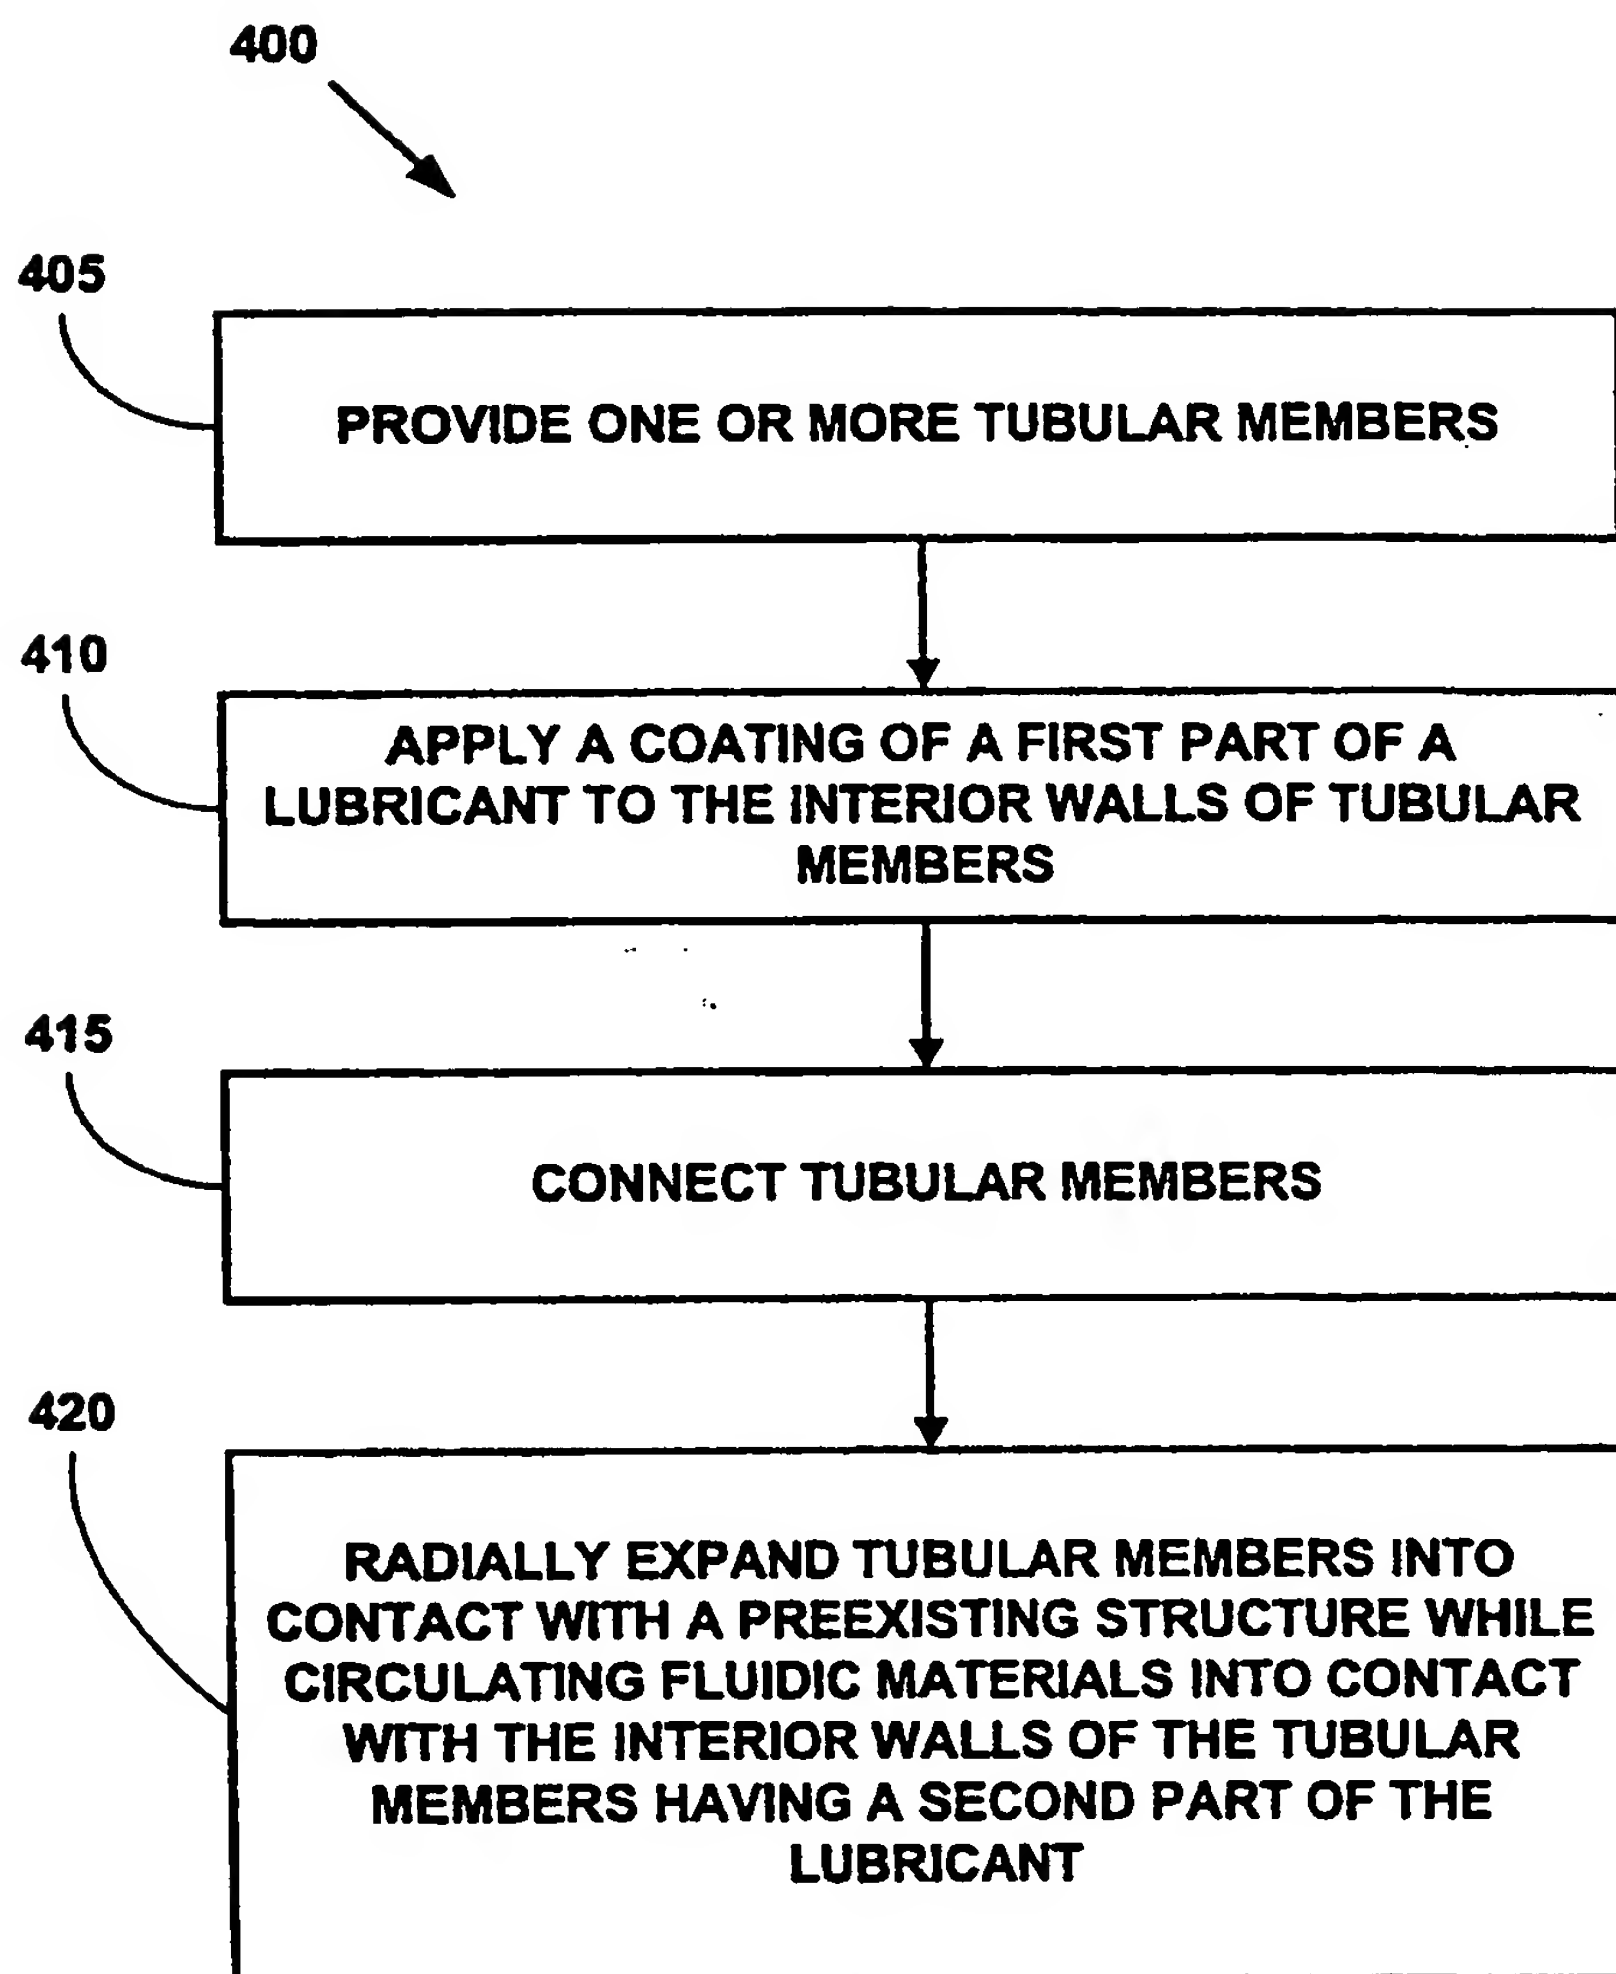 400
405
PROVIDE ONE OR MORE TUBULAR MEMBERS
410
APPLY A COATING OF A FIRST PART OF A
LUBRICANT TO THE INTERIOR WALLS OF TUBULAR
MEMBERS
415
CONNECT TUBULAR MEMBERS
420
RADIALLY EXPAND TUBULAR MEMBERS INTO
CONTACT WITH A PREEXISTING STRUCTURE WHILE
CIRCULATING FLUIDIC MATERIALS INTO CONTACT
WITH THE INTERIOR WALLS OF THE TUBULAR
MEMBERS HAVING A SECOND PART OF THE
LUBRICANT